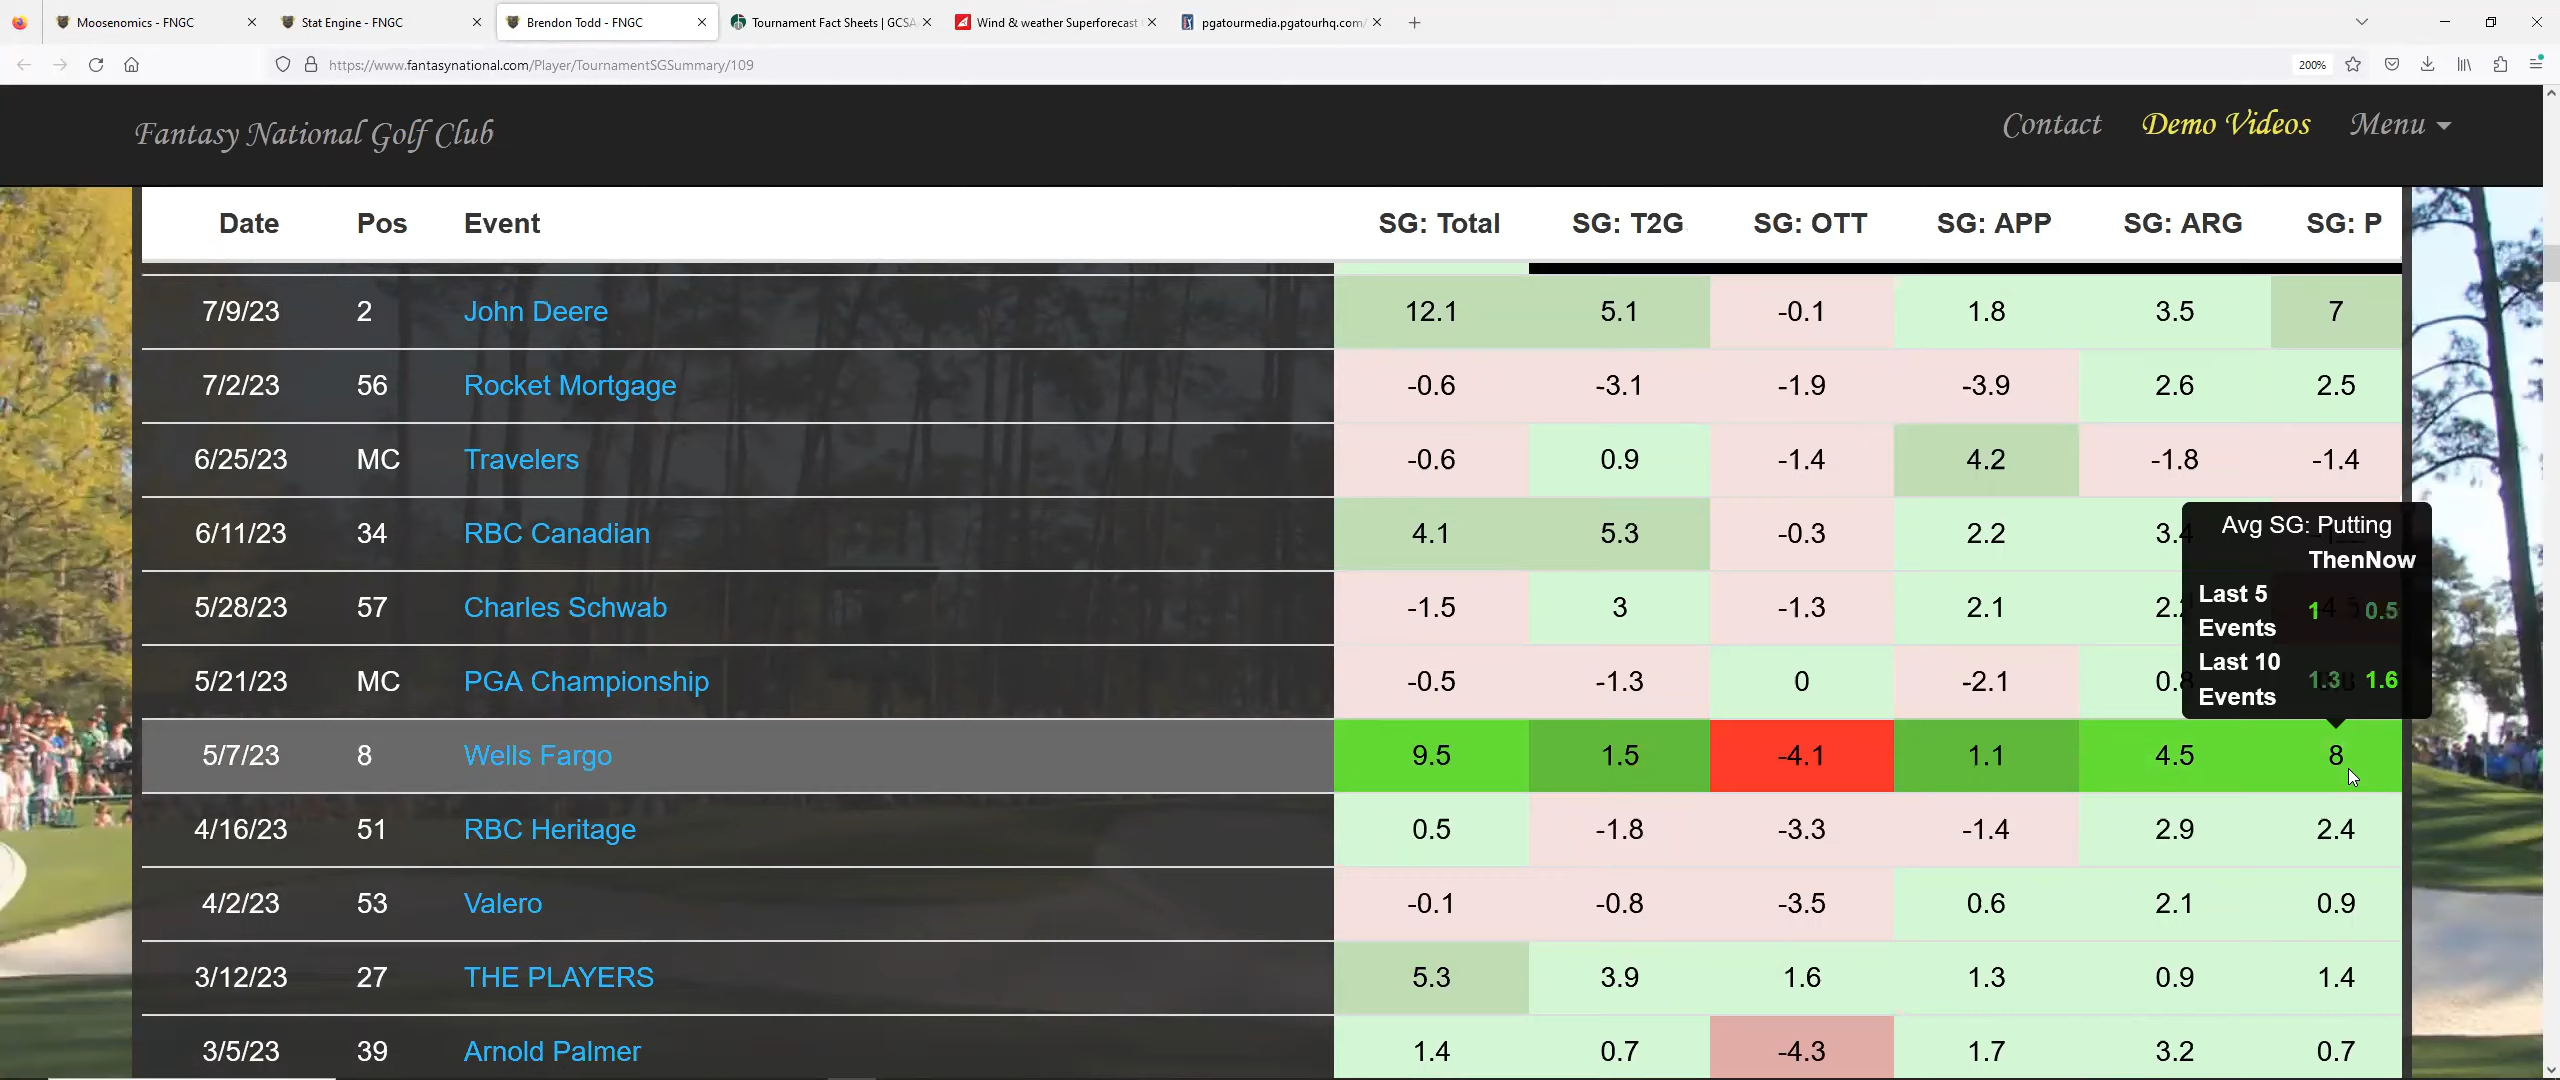 Moosenomics - FNGC
Stat Engine - FNGC
Brendon Todd - FNGC
Tournament Fact Sheets | GCSA
Wind & weather Superforecast
pgatourmedia.pgatourhq.com/
https://www.fantasynational.com/Player/TournamentSGSummary/109
200%
Fantasy National Golf Club
Contact Demo Videos Menu
Date Pos Event SG: Total SG: T2G SG: OTT SG: APP SG: ARG SG: P
7/9/23 2 John Deere 12.1 5.1 -0.1 1.8 3.5 7
7/2/23 56 Rocket Mortgage -0.6 -3.1 -1.9 -3.9 2.6 2.5
6/25/23 MC Travelers -0.6 0.9 -1.4 4.2 -1.8 -1.4
6/11/23 34 RBC Canadian 4.1 5.3 -0.3 2.2 3.4
5/28/23 57 Charles Schwab -1.5 3 -1.3 2.1
5/21/23 MC PGA Championship -0.5 -1.3 0 -2.1
Avg SG: Putting
Then Now
Last 5 Events 1 0.5
Last 10 Events 1.3 1.6
5/7/23 8 Wells Fargo 9.5 1.5 -4.1 1.1 4.5 8
4/16/23 51 RBC Heritage 0.5 -1.8 -3.3 -1.4 2.9 2.4
4/2/23 53 Valero -0.1 -0.8 -3.5 0.6 2.1 0.9
3/12/23 27 THE PLAYERS 5.3 3.9 1.6 1.3 0.9 1.4
3/5/23 39 Arnold Palmer 1.4 0.7 -4.3 1.7 3.2 0.7